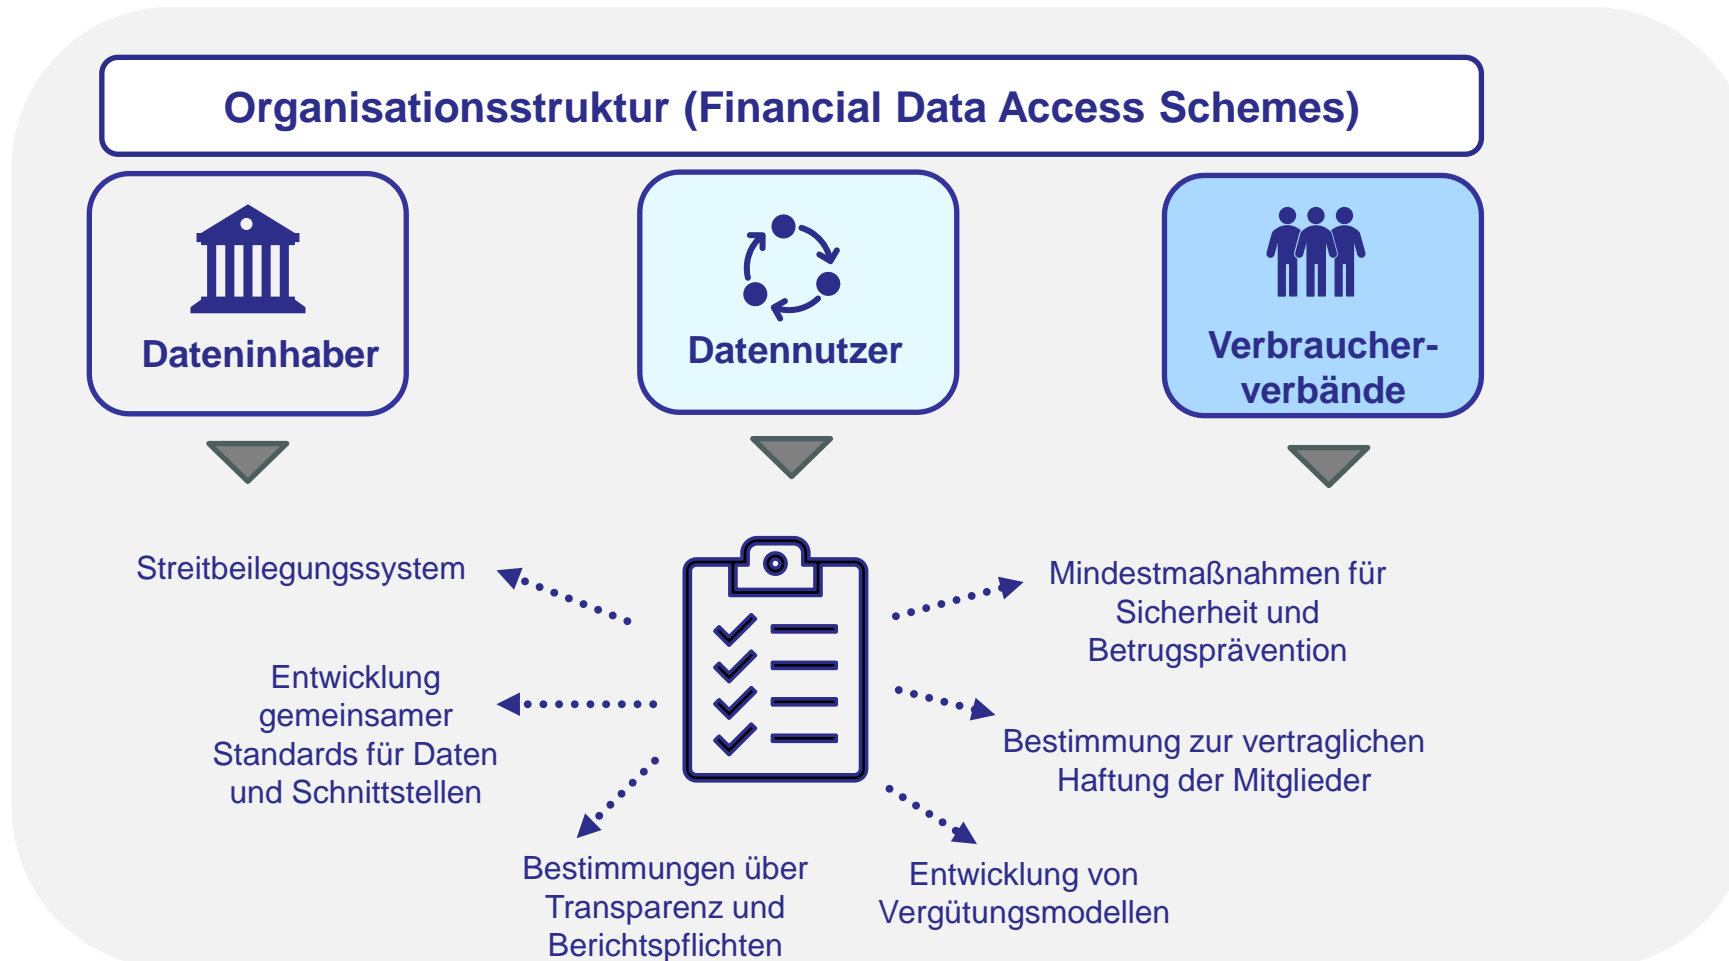 Organisationsstruktur (Financial Data Access Schemes)
Dateninhaber
Datennutzer
Verbraucher-
verbände
Streitbeilegungssystem
Entwicklung
gemeinsamer
Standards für Daten
und Schnittstellen
Bestimmungen über
Transparenz und
Berichtspflichten
Mindestmaßnahmen für
Sicherheit und
Betrugsprävention
Bestimmung zur vertraglichen
Haftung der Mitglieder
Entwicklung von
Vergütungsmodellen